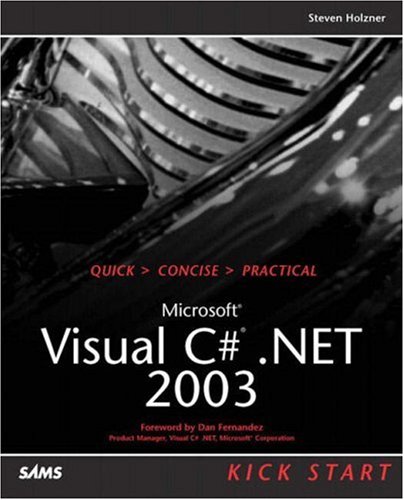 Steven Holzner
QUICK > CONCISE > PRACTICAL
Microsoft®
Visual C#® .NET
2003
Foreword by Dan Fernandez
Product Manager, Visual C# .NET, Microsoft® Corporation
SAMS
KICK START